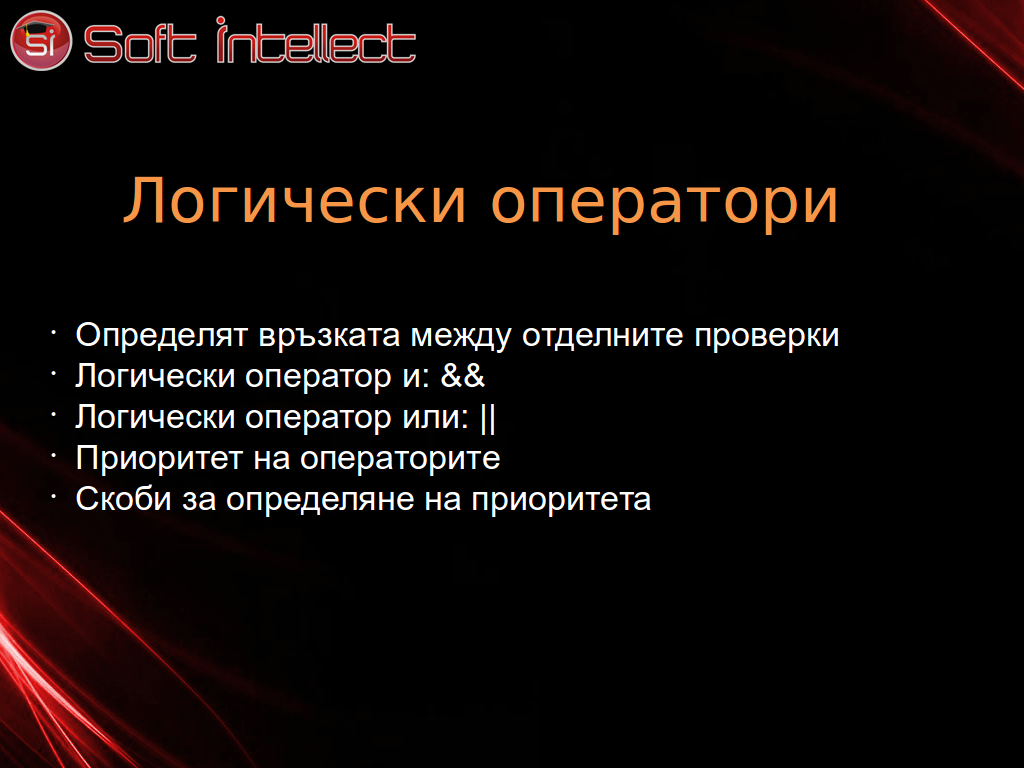 Si Soft Intellect
Логически оператори
· Определят връзката между отделните проверки
· Логически оператор и: &&
· Логически оператор или: ||
· Приоритет на операторите
· Скоби за определяне на приоритета